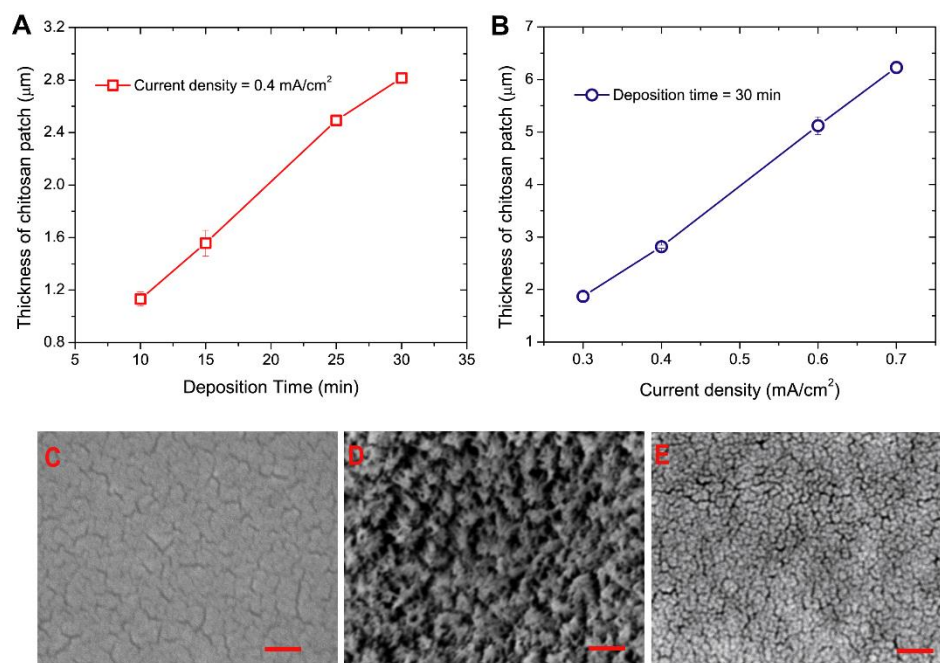 A
Thickness of chitosan patch (μm)
3.2
2.8
2.4
2.0
1.6
1.2
0.8
Current density = 0.4 mA/cm²
5 10 15 20 25 30 35
Deposition Time (min)
B
Thickness of chitosan patch (μm)
7
6
5
4
3
2
1
Deposition time = 30 min
0.3 0.4 0.5 0.6 0.7
Current density (mA/cm²)
C
D
E